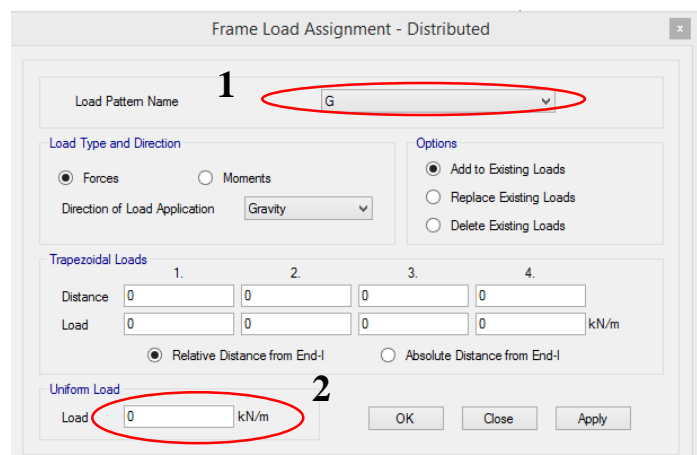 Frame Load Assignment - Distributed
x
1
Load Pattern Name G
Load Type and Direction
Forces Moments
Direction of Load Application Gravity
Options
Add to Existing Loads
Replace Existing Loads
Delete Existing Loads
Trapezoidal Loads
1. 2. 3. 4.
Distance 0 0 0 0
Load 0 0 0 0 kN/m
Relative Distance from End-I Absolute Distance from End-I
Uniform Load
2
Load 0 kN/m
OK Close Apply